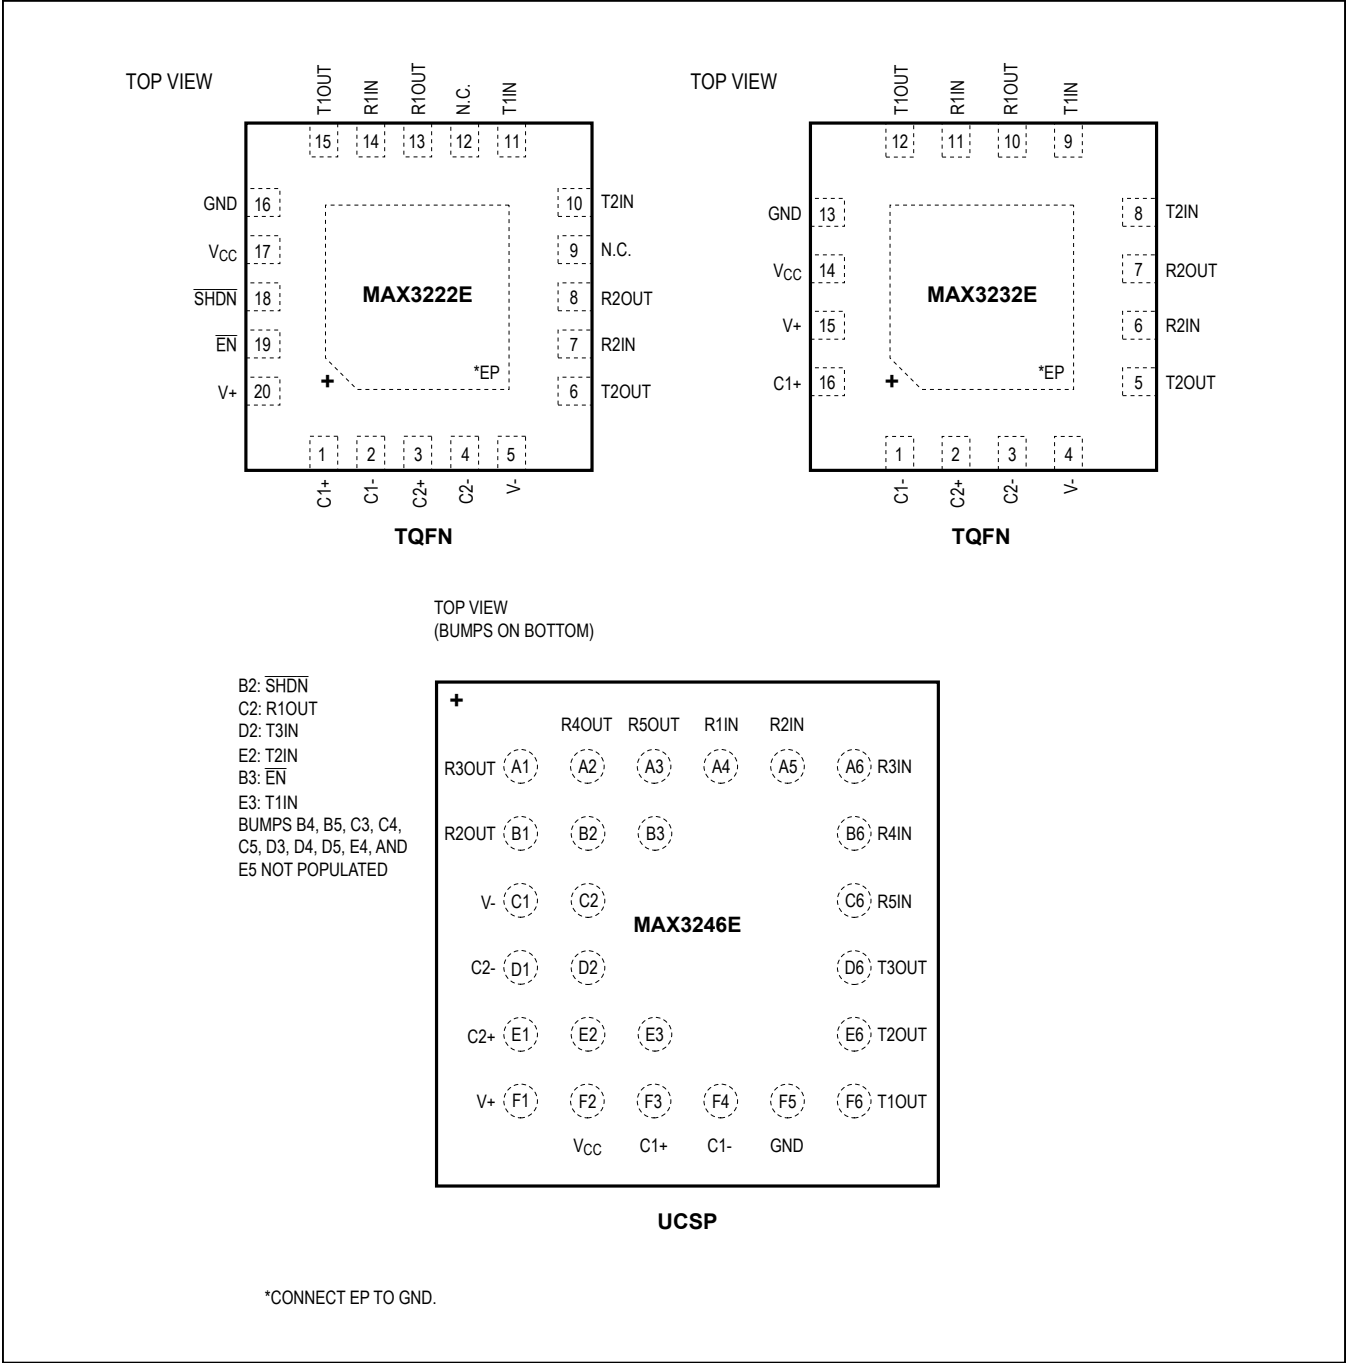 TOP VIEW
T1OUT
R1IN
R1OUT
N.C.
T1IN
15 14 13 12 11
GND 16
VCC 17
SHDN 18
EN 19
V+ 20
10 T2IN
9 N.C.
8 R2OUT
7 R2IN
6 T2OUT
MAX3222E
+
*EP
1 2 3 4 5
C1+
C1-
C2+
C2-
V-
TQFN
TOP VIEW
T1OUT
R1IN
R1OUT
T1IN
12 11 10 9
GND 13
VCC 14
V+ 15
C1+ 16
8 T2IN
7 R2OUT
6 R2IN
5 T2OUT
MAX3232E
+
*EP
1 2 3 4
C1-
C2+
C2-
V-
TQFN
TOP VIEW
(BUMPS ON BOTTOM)
B2: SHDN
C2: R1OUT
D2: T3IN
E2: T2IN
B3: EN
E3: T1IN
BUMPS B4, B5, C3, C4,
C5, D3, D4, D5, E4, AND
E5 NOT POPULATED
+
R4OUT R5OUT R1IN R2IN
R3OUT A1 A2 A3 A4 A5 A6 R3IN
R2OUT B1 B2 B3 B6 R4IN
V- C1 C2 C6 R5IN
MAX3246E
C2- D1 D2 D6 T3OUT
C2+ E1 E2 E3 E6 T2OUT
V+ F1 F2 F3 F4 F5 F6 T1OUT
VCC C1+ C1- GND
UCSP
*CONNECT EP TO GND.